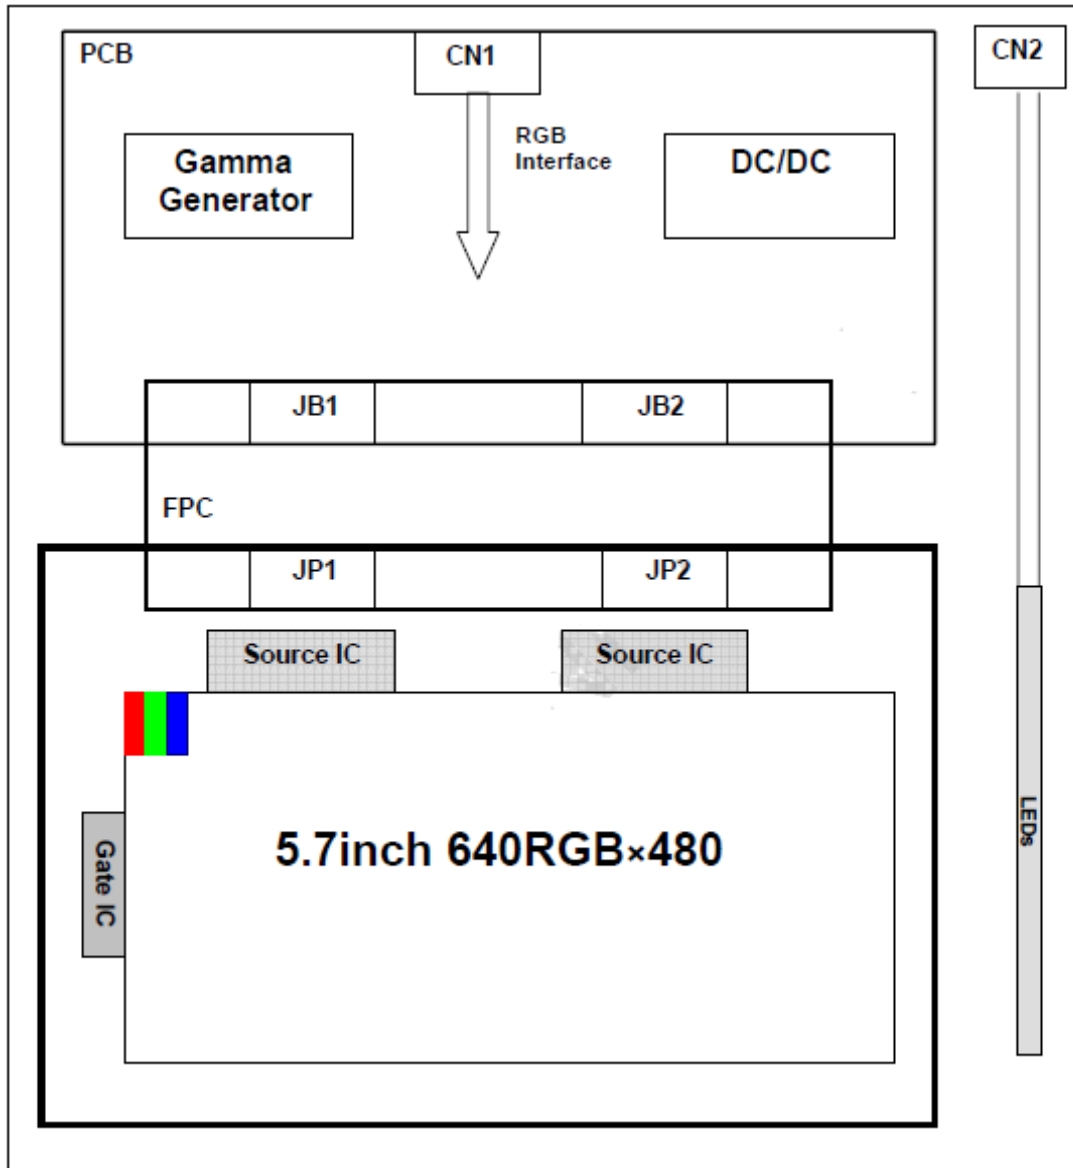 PCB
CN1
CN2
RGB
Interface
Gamma
Generator
DC/DC
JB1
JB2
FPC
JP1
JP2
Source IC
Source IC
Gate IC
5.7inch 640RGB×480
LEDs